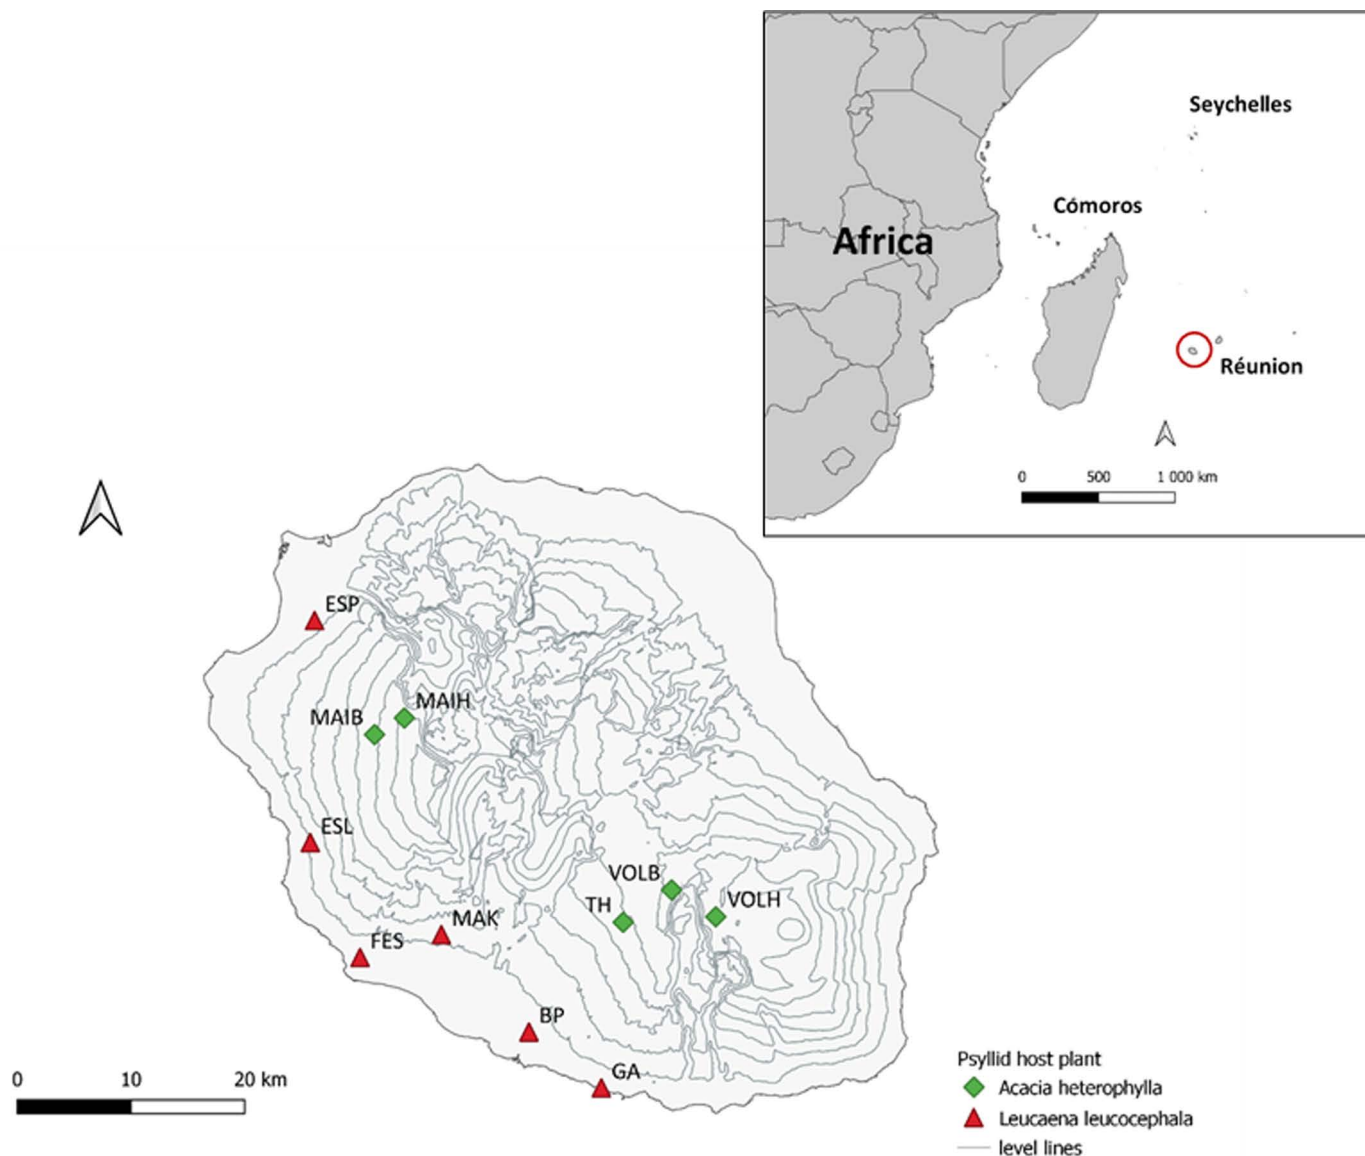 Seychelles
Cómoros
Africa
Réunion
0 500 1 000 km
ESP
MAIH
MAIB
ESL
VOLB
VOLH
TH
MAK
FES
BP
GA
0 10 20 km
Psyllid host plant
Acacia heterophylla
Leucaena leucocephala
level lines